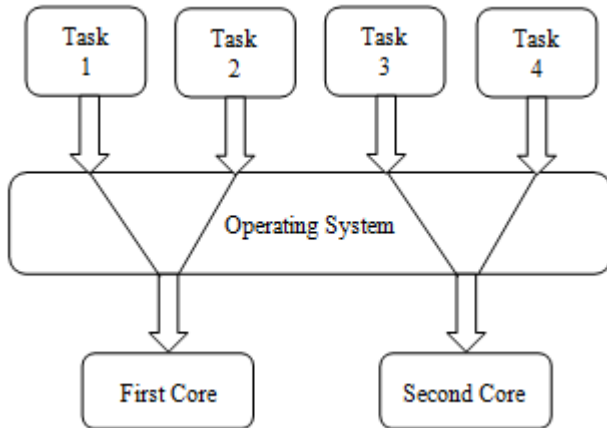 Task
1
Task
2
Task
3
Task
4
Operating System
First Core
Second Core